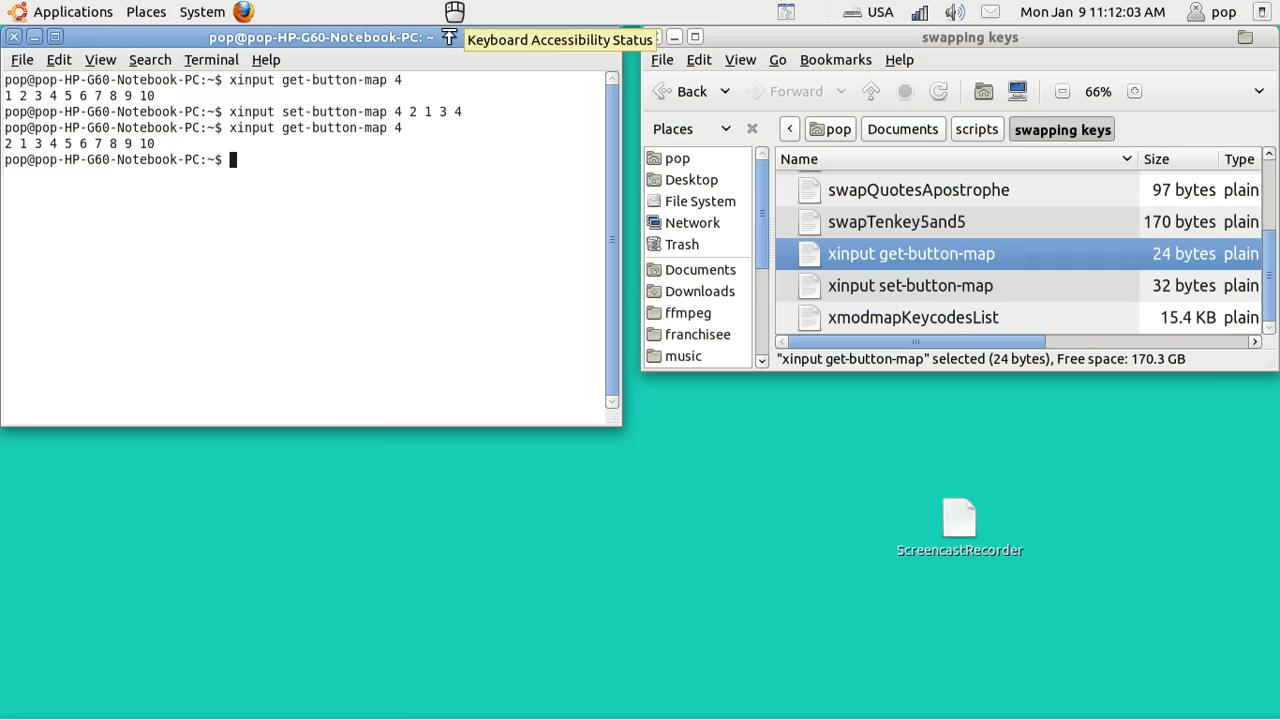 Applications Places System USA Mon Jan 9 11:12:03 AM pop
pop@pop-HP-G60-Notebook-PC: ~
Keyboard Accessibility Status
File Edit View Search Terminal Help
pop@pop-HP-G60-Notebook-PC:~$ xinput get-button-map 4
1 2 3 4 5 6 7 8 9 10
pop@pop-HP-G60-Notebook-PC:~$ xinput set-button-map 4 2 1 3 4
pop@pop-HP-G60-Notebook-PC:~$ xinput get-button-map 4
2 1 3 4 5 6 7 8 9 10
pop@pop-HP-G60-Notebook-PC:~$
swapping keys
File Edit View Go Bookmarks Help
Back Forward 66%
Places pop Documents scripts swapping keys
pop
Desktop
File System
Network
Trash
Documents
Downloads
ffmpeg
franchisee
music
Name Size Type
swapQuotesApostrophe 97 bytes plain
swapTenkey5and5 170 bytes plain
xinput get-button-map 24 bytes plain
xinput set-button-map 32 bytes plain
xmodmapKeycodesList 15.4 KB plain
"xinput get-button-map" selected (24 bytes), Free space: 170.3 GB
ScreencastRecorder